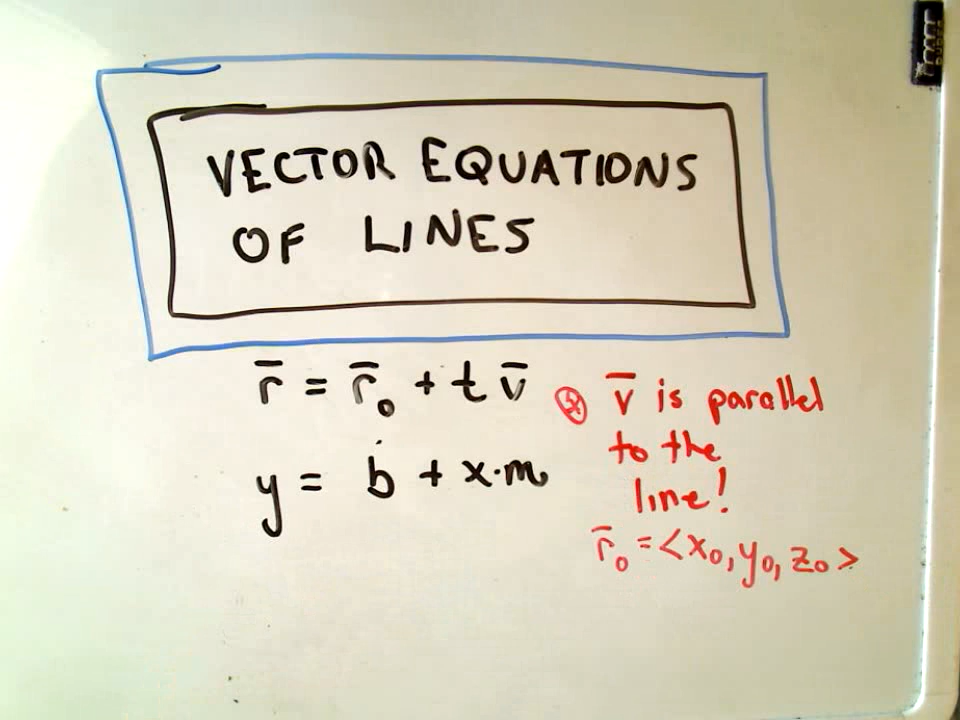 VECTOR EQUATIONS
OF LINES
r̄ = r̄₀ + t v̄
y = b + x·m
v̄ is parallel
to the
line!
r̄₀ = <x₀, y₀, z₀>